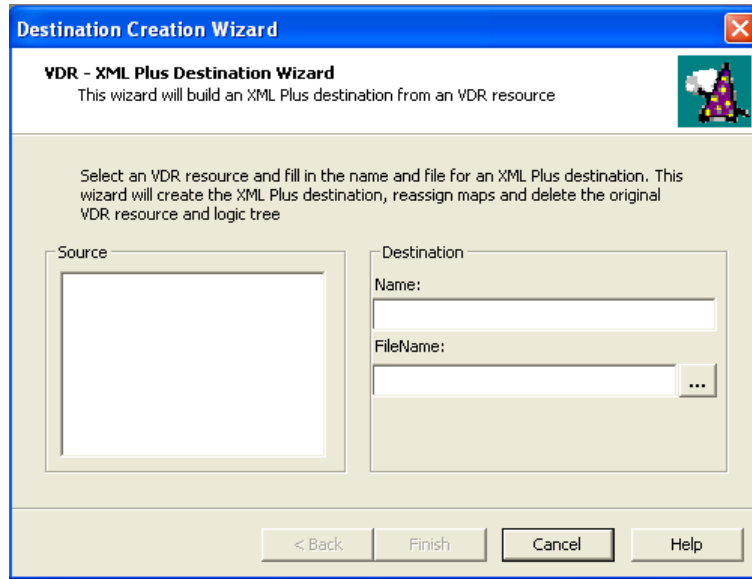 Destination Creation Wizard
VDR - XML Plus Destination Wizard
This wizard will build an XML Plus destination from an VDR resource
Select an VDR resource and fill in the name and file for an XML Plus destination. This
wizard will create the XML Plus destination, reassign maps and delete the original
VDR resource and logic tree
Source
Destination
Name:
FileName:
...
< Back
Finish
Cancel
Help